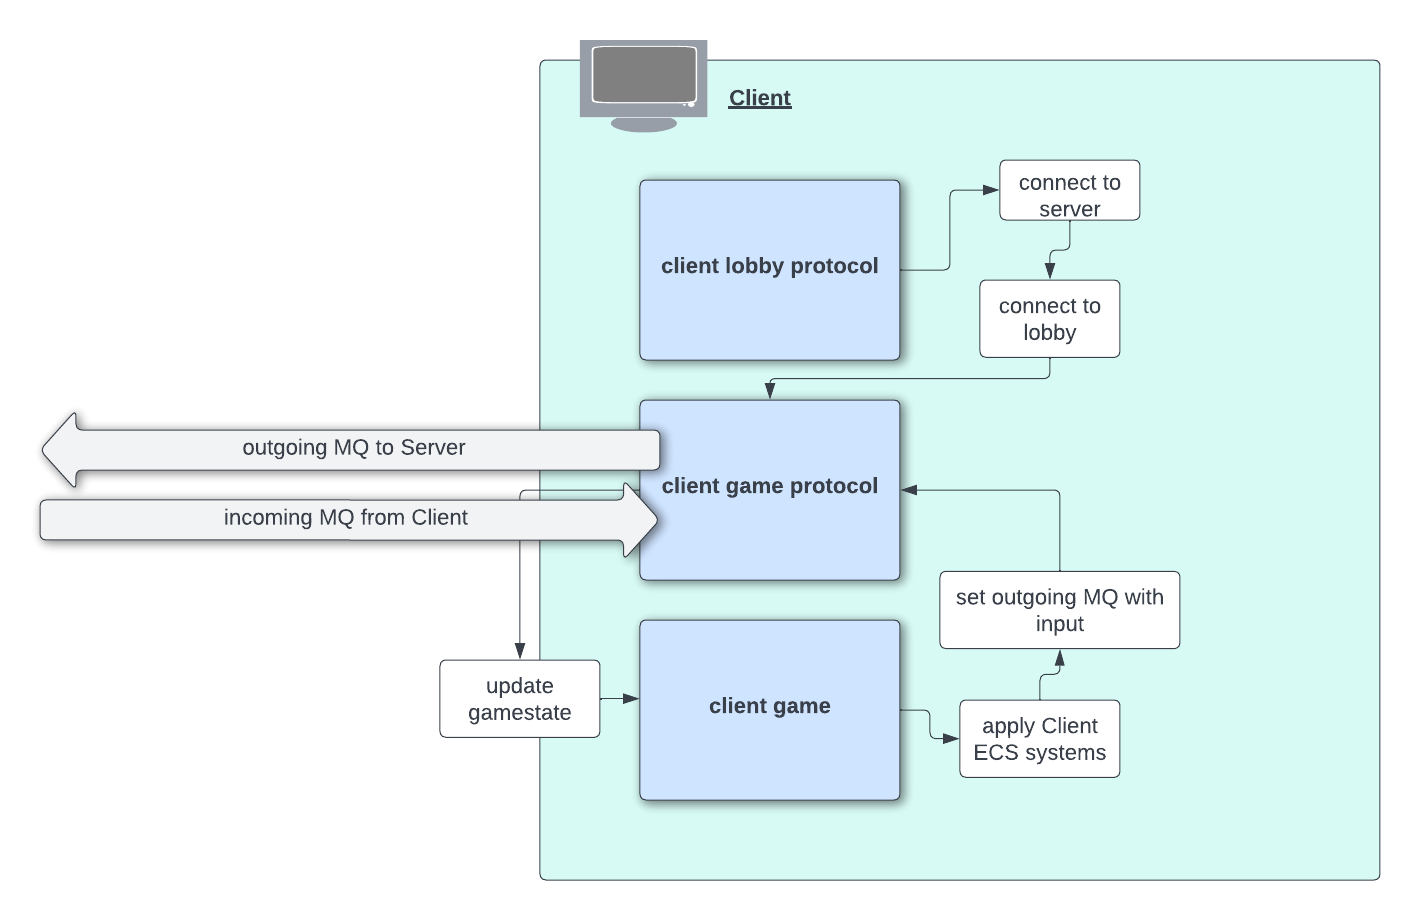 Client
connect to
server
client lobby protocol
connect to
lobby
outgoing MQ to Server
client game protocol
incoming MQ from Client
set outgoing MQ with
input
update
gamestate
client game
apply Client
ECS systems